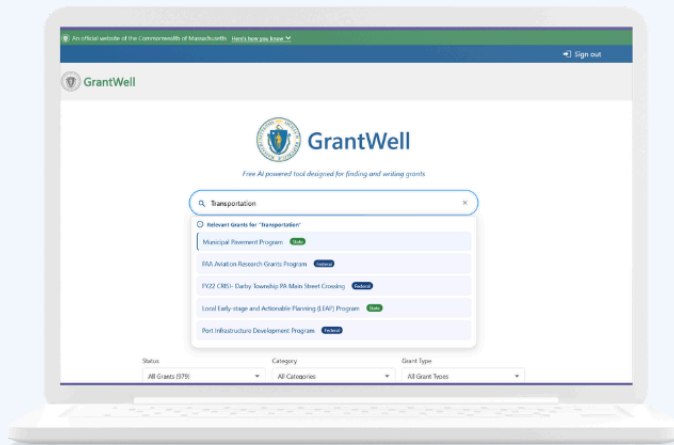 An official website of the Commonwealth of Massachusetts Here's how you know
Sign out
GrantWell
GrantWell
Free AI powered tool designed for finding and writing grants
Transportation
Relevant Grants for "Transportation"
Municipal Pavement Program State
FAA Aviation Research Grants Program Federal
FY22 CRISI- Darby Township PA Main Street Crossing Federal
Local Early-stage and Actionable Planning (LEAP) Program State
Port Infrastructure Development Program Federal
Status Category Grant Type
All Grants (979) All Categories All Grant Types